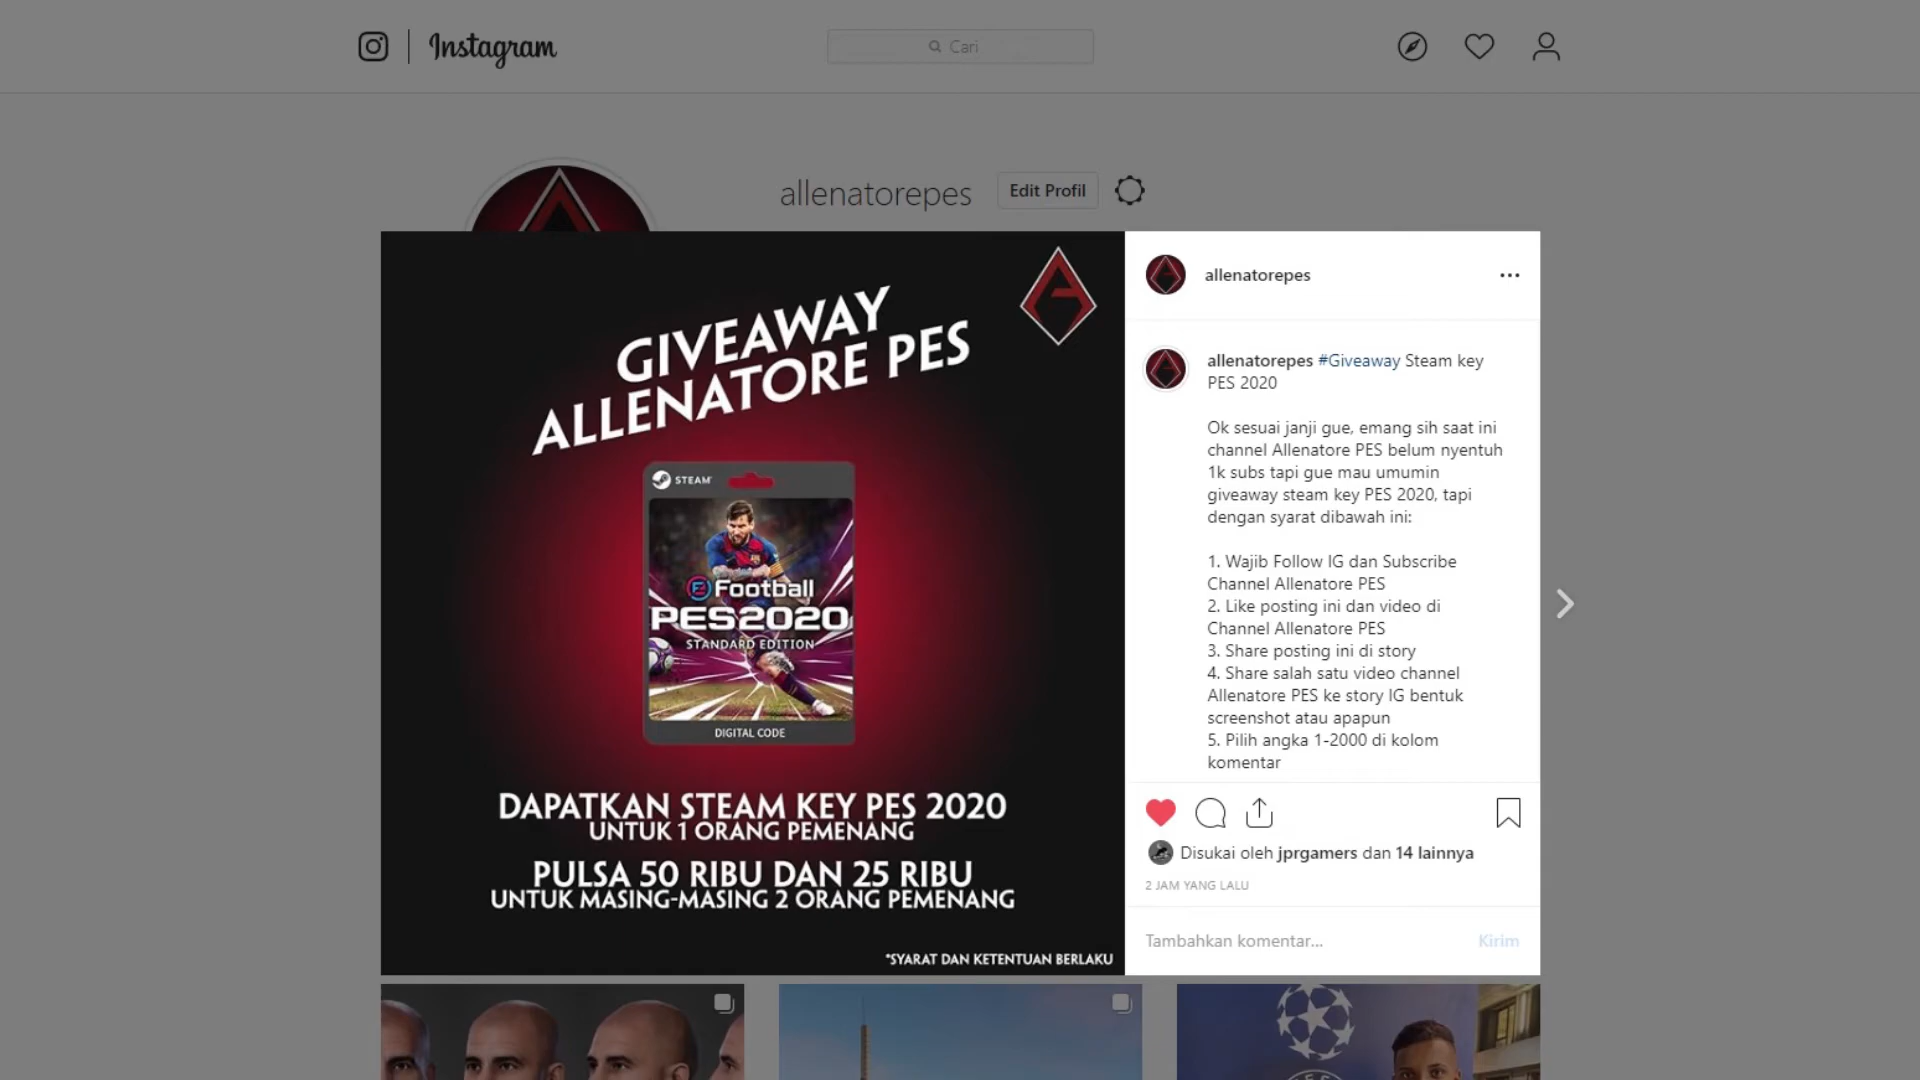 Instagram
Cari
allenatorepes
Edit Profil
GIVEAWAY
ALLENATORE PES
STEAM
eFootball
PES2020
STANDARD EDITION
DIGITAL CODE
DAPATKAN STEAM KEY PES 2020
UNTUK 1 ORANG PEMENANG
PULSA 50 RIBU DAN 25 RIBU
UNTUK MASING-MASING 2 ORANG PEMENANG
*SYARAT DAN KETENTUAN BERLAKU
allenatorepes
allenatorepes #Giveaway Steam key
PES 2020
Ok sesuai janji gue, emang sih saat ini
channel Allenatore PES belum nyentuh
1k subs tapi gue mau umumin
giveaway steam key PES 2020, tapi
dengan syarat dibawah ini:
1. Wajib Follow IG dan Subscribe
Channel Allenatore PES
2. Like posting ini dan video di
Channel Allenatore PES
3. Share posting ini di story
4. Share salah satu video channel
Allenatore PES ke story IG bentuk
screenshot atau apapun
5. Pilih angka 1-2000 di kolom
komentar
Disukai oleh jprgamers dan 14 lainnya
2 JAM YANG LALU
Tambahkan komentar...
Kirim